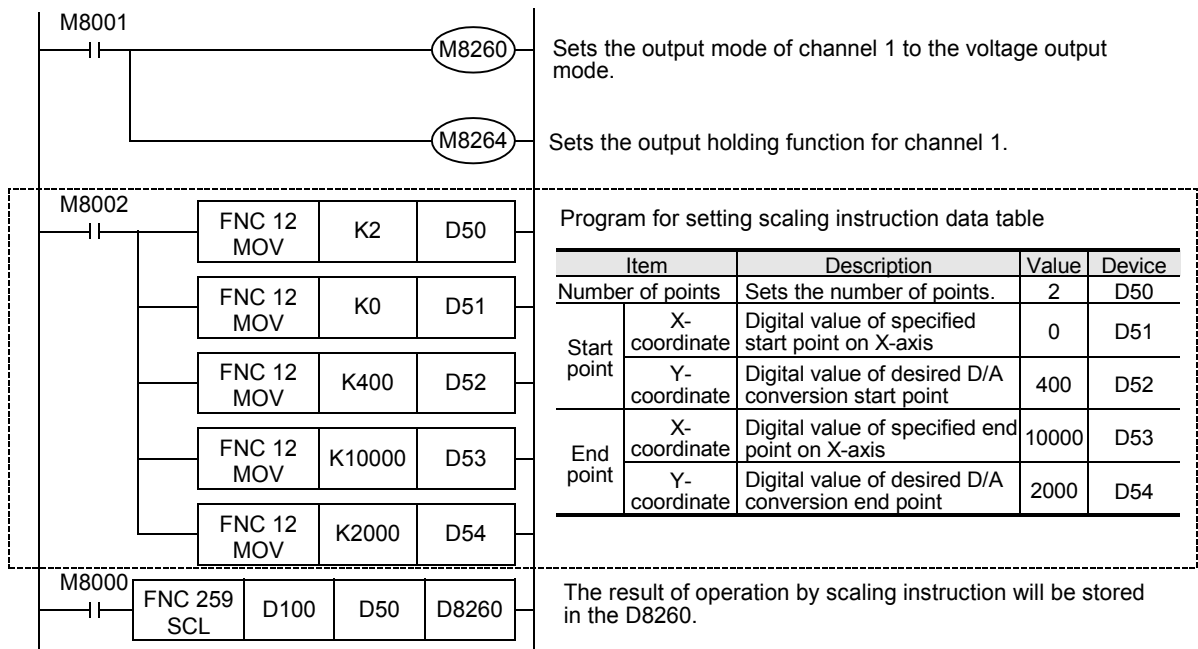 M8001
M8260
Sets the output mode of channel 1 to the voltage output
mode.
M8264
Sets the output holding function for channel 1.
M8002
FNC 12
MOV
K2
D50
FNC 12
MOV
K0
D51
FNC 12
MOV
K400
D52
FNC 12
MOV
K10000
D53
FNC 12
MOV
K2000
D54
Program for setting scaling instruction data table
Item Description Value Device
Number of points Sets the number of points. 2 D50
Start
point
X-
coordinate
Digital value of specified
start point on X-axis
0
D51
Y-
coordinate
Digital value of desired D/A
conversion start point
400
D52
End
point
X-
coordinate
Digital value of specified end
point on X-axis
10000
D53
Y-
coordinate
Digital value of desired D/A
conversion end point
2000
D54
M8000
FNC 259
SCL
D100
D50
D8260
The result of operation by scaling instruction will be stored
in the D8260.